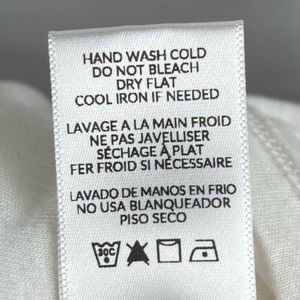 HAND WASH COLD
DO NOT BLEACH
DRY FLAT
COOL IRON IF NEEDED
LAVAGE A LA MAIN FROID
NE PAS JAVELLISER
SÉCHAGE À PLAT
FER FROID SI NÉCESSAIRE
LAVADO DE MANOS EN FRIO
NO USA BLANQUEADOR
PISO SECO
30C